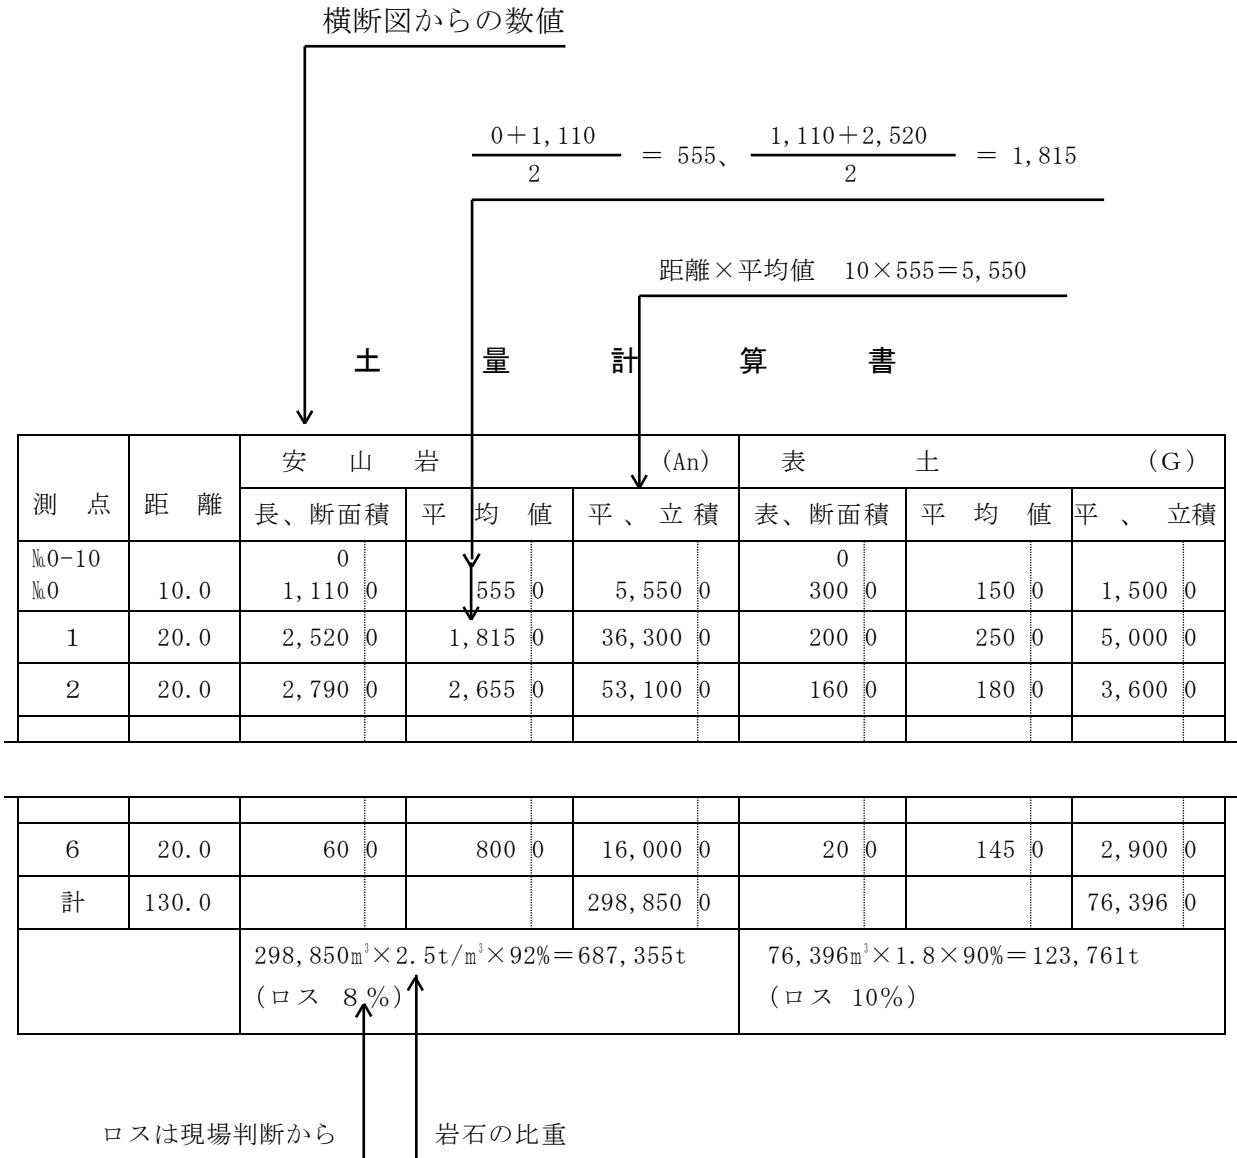 横断図からの数値
0＋1,110
2
＝ 555、
1,110＋2,520
2
＝ 1,815
距離×平均値　10×555＝5,550
土　量　計　算　書
測　点　距　離　安　山　岩　(An)　表　土　(G)
長、断面積　平　均　値　平、立積　表、断面積　平　均　値　平、立積
№0-10　0　0
№0　10.0　1,110 0　555 0　5,550 0　300 0　150 0　1,500 0
1　20.0　2,520 0　1,815 0　36,300 0　200 0　250 0　5,000 0
2　20.0　2,790 0　2,655 0　53,100 0　160 0　180 0　3,600 0
6　20.0　60 0　800 0　16,000 0　20 0　145 0　2,900 0
計　130.0　298,850 0　76,396 0
298,850㎥×2.5t/㎥×92%＝687,355t　76,396㎥×1.8×90%＝123,761t
(ロス 8%)　(ロス 10%)
ロスは現場判断から　岩石の比重